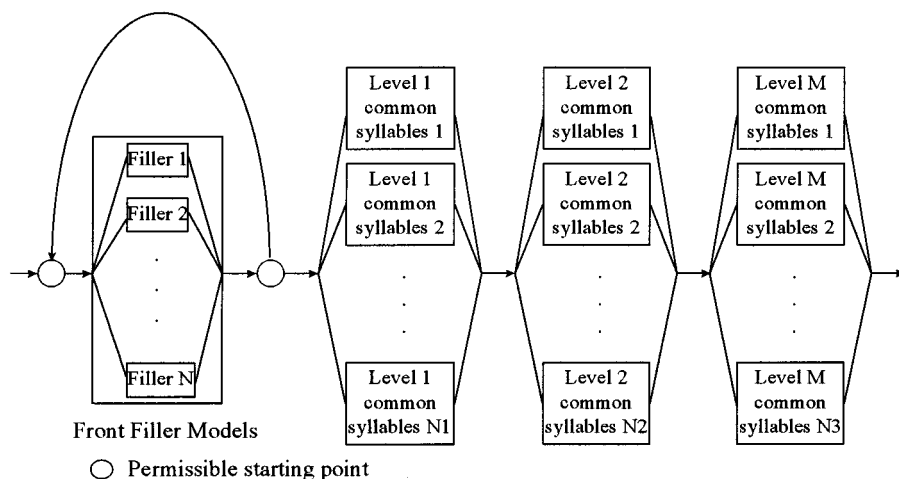 Filler 1
Filler 2
Filler N
Front Filler Models
Level 1
common
syllables 1
Level 1
common
syllables 2
Level 1
common
syllables N1
Level 2
common
syllables 1
Level 2
common
syllables 2
Level 2
common
syllables N2
Level M
common
syllables 1
Level M
common
syllables 2
Level M
common
syllables N3
Permissible starting point